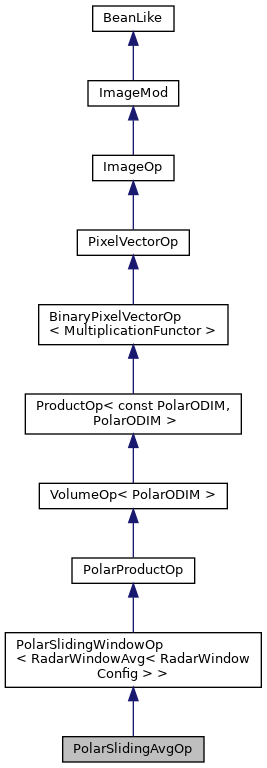 BeanLike
ImageMod
ImageOp
PixelVectorOp
BinaryPixelVectorOp
< MultiplicationFunctor >
ProductOp< const PolarODIM,
PolarODIM >
VolumeOp< PolarODIM >
PolarProductOp
PolarSlidingWindowOp
< RadarWindowAvg< RadarWindow
Config > >
PolarSlidingAvgOp